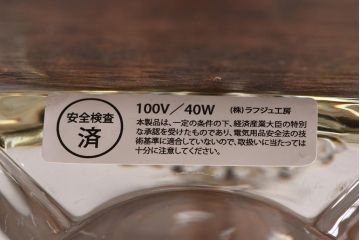 安全検査
済
100V／40W (株)ラフジュ工房
本製品は、一定の条件の下、経済産業大臣の特別
な承認を受けたものであり、電気用品安全法の技
術基準に適合していないので、取扱いに当たっては
十分に注意してください。